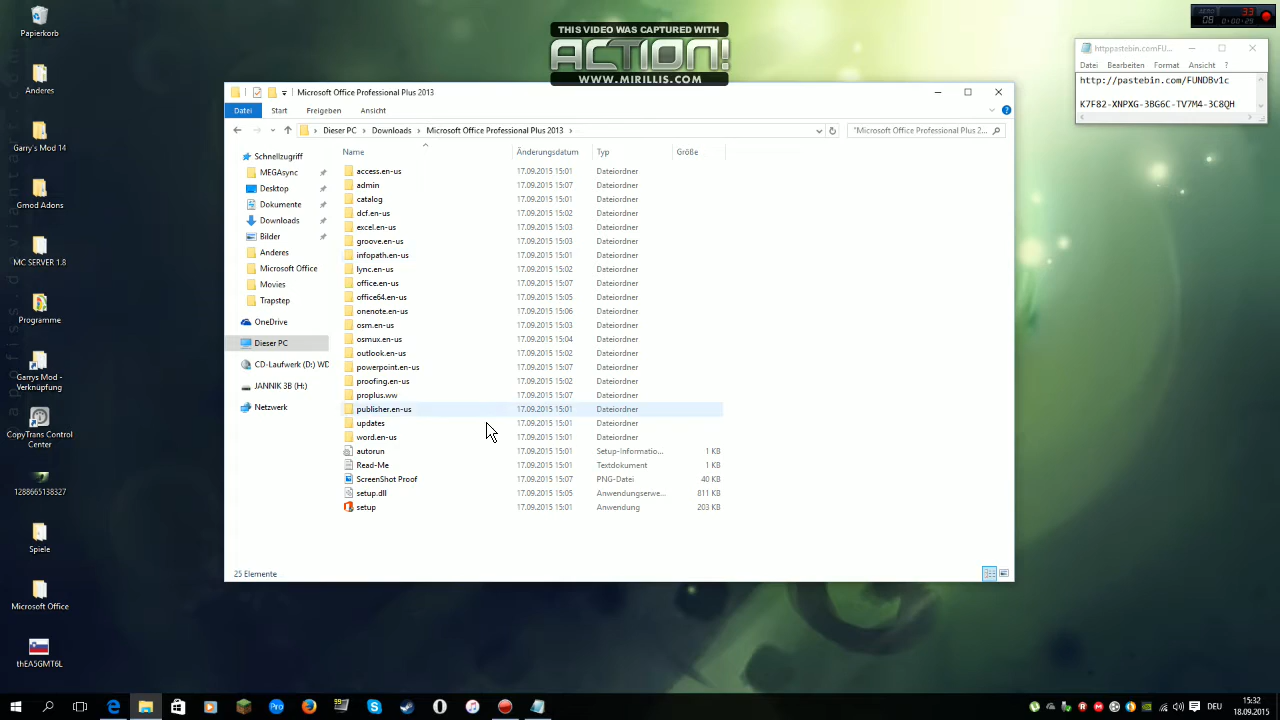 Papierkorb
Anderes
Garry's Mod 14
Gmod Adons
MC SERVER 1.8
Programme
Garrys Mod -
Verknüpfung
CopyTrans Control
Center
1288665138327
Spiele
Microsoft Office
thEA5GMT6L
THIS VIDEO WAS CAPTURED WITH
ACTION!
WWW.MIRILLIS.COM
AERO
08
33
0:00:29
httppastebin.comFU...
Datei Bearbeiten Format Ansicht ?
http://pastebin.com/FUND8v1c
K7F82-XNPXG-3BG6C-TV7M4-3C8QH
Microsoft Office Professional Plus 2013
Datei Start Freigeben Ansicht
Dieser PC Downloads Microsoft Office Professional Plus 2013
"Microsoft Office Professional Plus 2...
Schnellzugriff
MEGAsync
Desktop
Dokumente
Downloads
Bilder
Anderes
Microsoft Office
Movies
Trapstep
OneDrive
Dieser PC
CD-Laufwerk (D:) WD
JANNIK 3B (H:)
Netzwerk
Name Änderungsdatum Typ Größe
access.en-us 17.09.2015 15:01 Dateiordner
admin 17.09.2015 15:07 Dateiordner
catalog 17.09.2015 15:01 Dateiordner
dcf.en-us 17.09.2015 15:02 Dateiordner
excel.en-us 17.09.2015 15:03 Dateiordner
groove.en-us 17.09.2015 15:03 Dateiordner
infopath.en-us 17.09.2015 15:01 Dateiordner
lync.en-us 17.09.2015 15:02 Dateiordner
office.en-us 17.09.2015 15:07 Dateiordner
office64.en-us 17.09.2015 15:05 Dateiordner
onenote.en-us 17.09.2015 15:06 Dateiordner
osm.en-us 17.09.2015 15:03 Dateiordner
osmux.en-us 17.09.2015 15:04 Dateiordner
outlook.en-us 17.09.2015 15:02 Dateiordner
powerpoint.en-us 17.09.2015 15:07 Dateiordner
proofing.en-us 17.09.2015 15:02 Dateiordner
proplus.ww 17.09.2015 15:07 Dateiordner
publisher.en-us 17.09.2015 15:01 Dateiordner
updates 17.09.2015 15:01 Dateiordner
word.en-us 17.09.2015 15:01 Dateiordner
autorun 17.09.2015 15:01 Setup-Informatio... 1 KB
Read-Me 17.09.2015 15:01 Textdokument 1 KB
ScreenShot Proof 17.09.2015 15:07 PNG-Datei 40 KB
setup.dll 17.09.2015 15:05 Anwendungserwe... 811 KB
setup 17.09.2015 15:01 Anwendung 203 KB
25 Elemente
DEU
15:32
18.09.2015